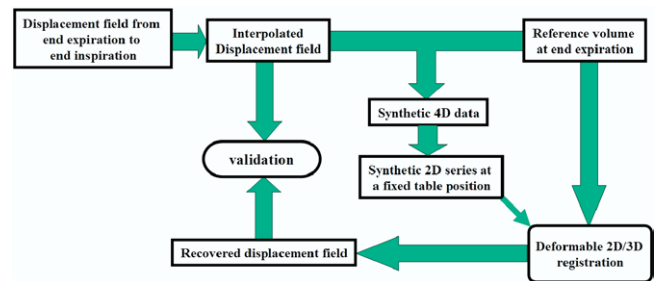 Displacement field from
end expiration to
end inspiration
Interpolated
Displacement field
Reference volume
at end expiration
Synthetic 4D data
validation
Synthetic 2D series at
a fixed table position
Recovered displacement field
Deformable 2D/3D
registration